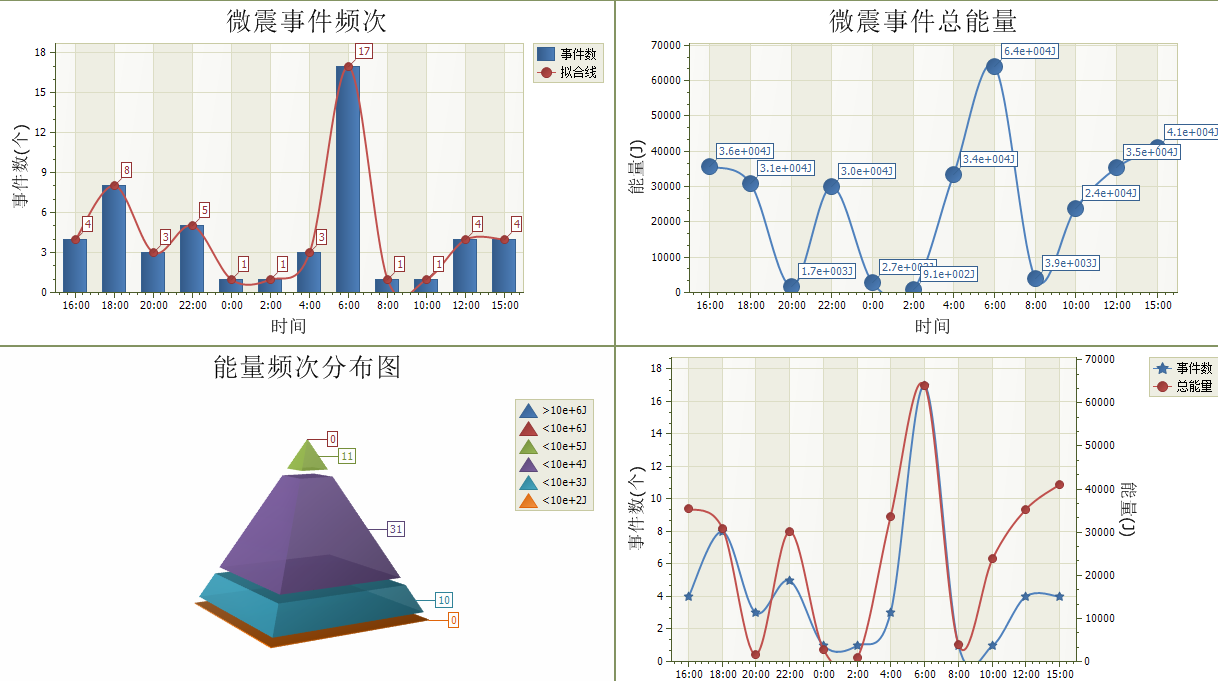 微震事件频次
事件数(个)
18
15
12
9
6
3
0
4
8
3
5
1
1
3
17
1
1
4
4
16:00 18:00 20:00 22:00 0:00 2:00 4:00 6:00 8:00 10:00 12:00 15:00
时间
事件数
拟合线
微震事件总能量
能量(J)
70000
60000
50000
40000
30000
20000
10000
0
3.6e+004J
3.1e+004J
1.7e+003J
3.0e+004J
9.1e+002J
3.4e+004J
6.4e+004J
3.9e+003J
2.4e+004J
3.5e+004J
4.1e+004J
16:00 18:00 20:00 22:00 0:00 2:00 4:00 6:00 8:00 10:00 12:00 15:00
时间
能量频次分布图
0
11
31
10
0
>10e+6J
<10e+6J
<10e+5J
<10e+4J
<10e+3J
<10e+2J
事件数(个)
18
16
14
12
10
8
6
4
2
0
70000
60000
50000
40000
30000
20000
10000
0
能量(J)
16:00 18:00 20:00 22:00 0:00 2:00 4:00 6:00 8:00 10:00 12:00 15:00
事件数
总能量